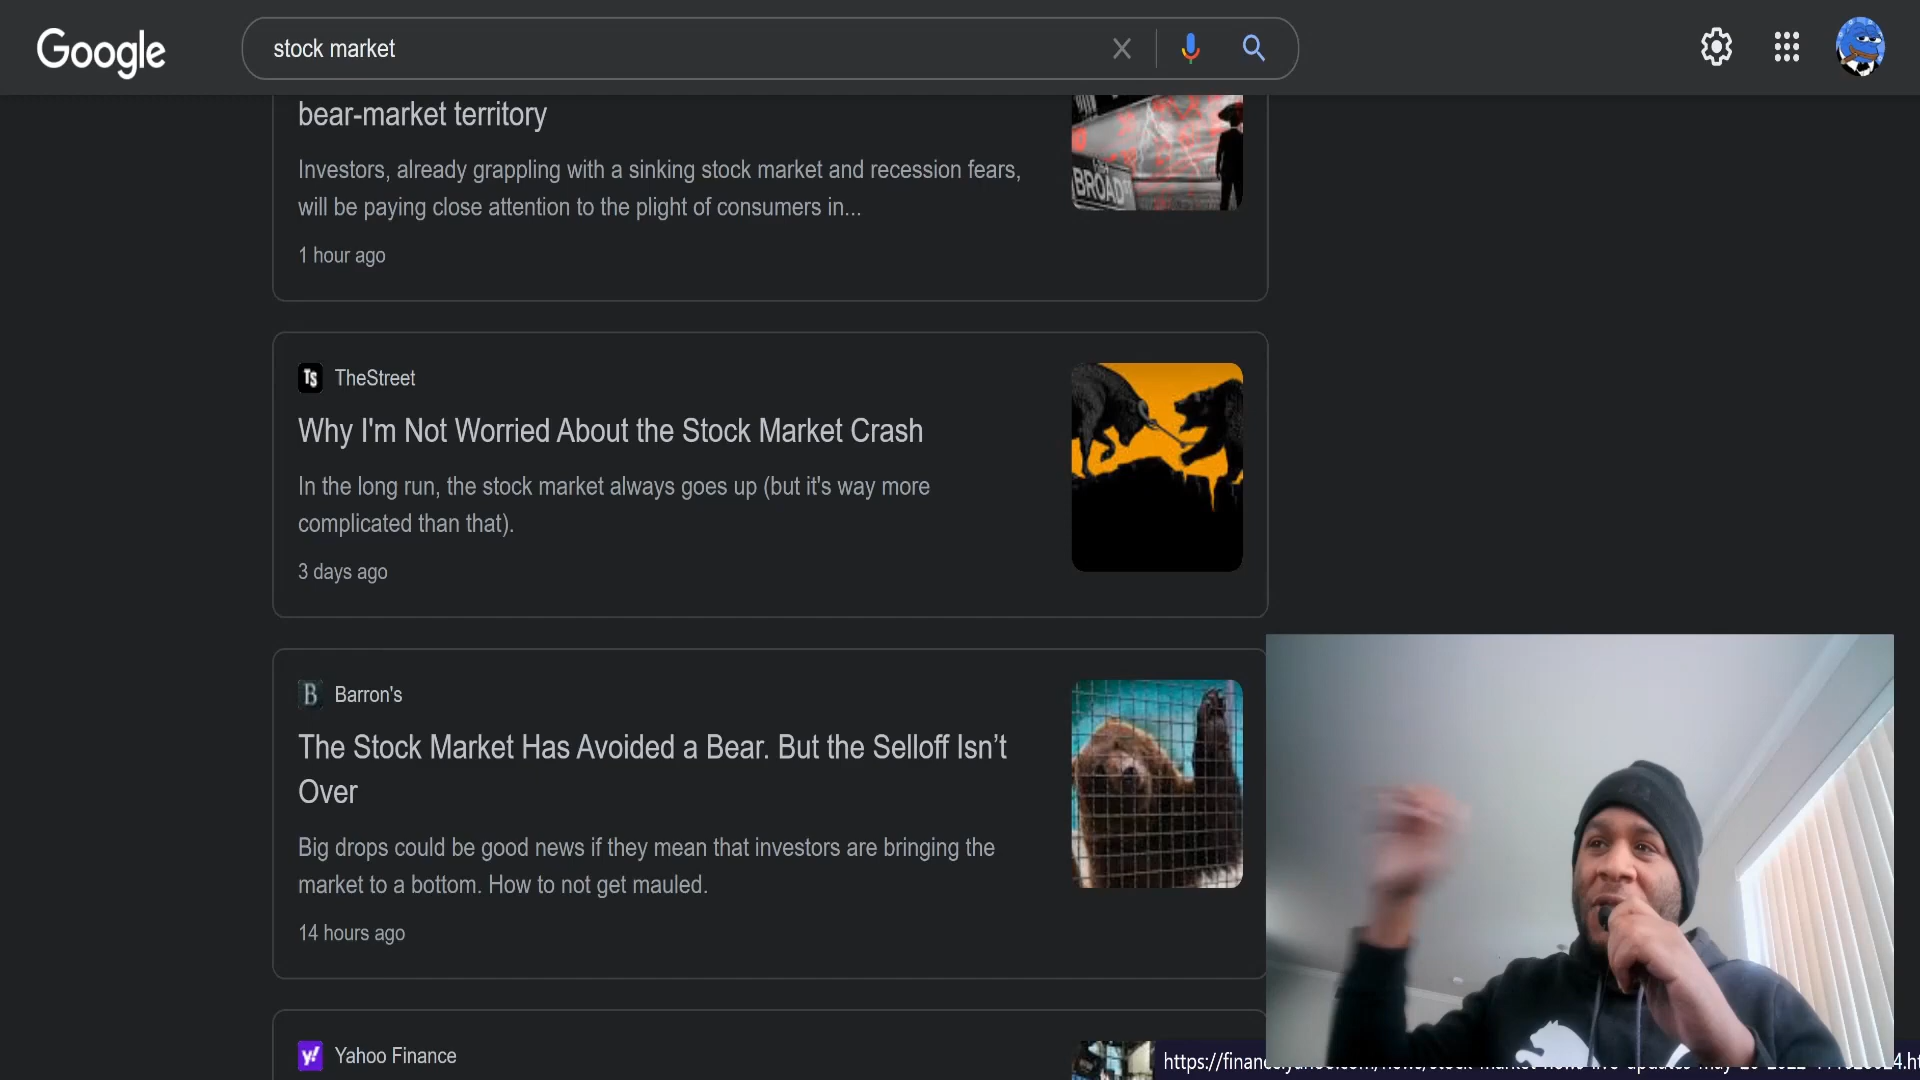 Google
stock market
bear-market territory
Investors, already grappling with a sinking stock market and recession fears,
will be paying close attention to the plight of consumers in...
1 hour ago
BROAD
TS TheStreet
Why I'm Not Worried About the Stock Market Crash
In the long run, the stock market always goes up (but it's way more
complicated than that).
3 days ago
B Barron's
The Stock Market Has Avoided a Bear. But the Selloff Isn’t
Over
Big drops could be good news if they mean that investors are bringing the
market to a bottom. How to not get mauled.
14 hours ago
y! Yahoo Finance